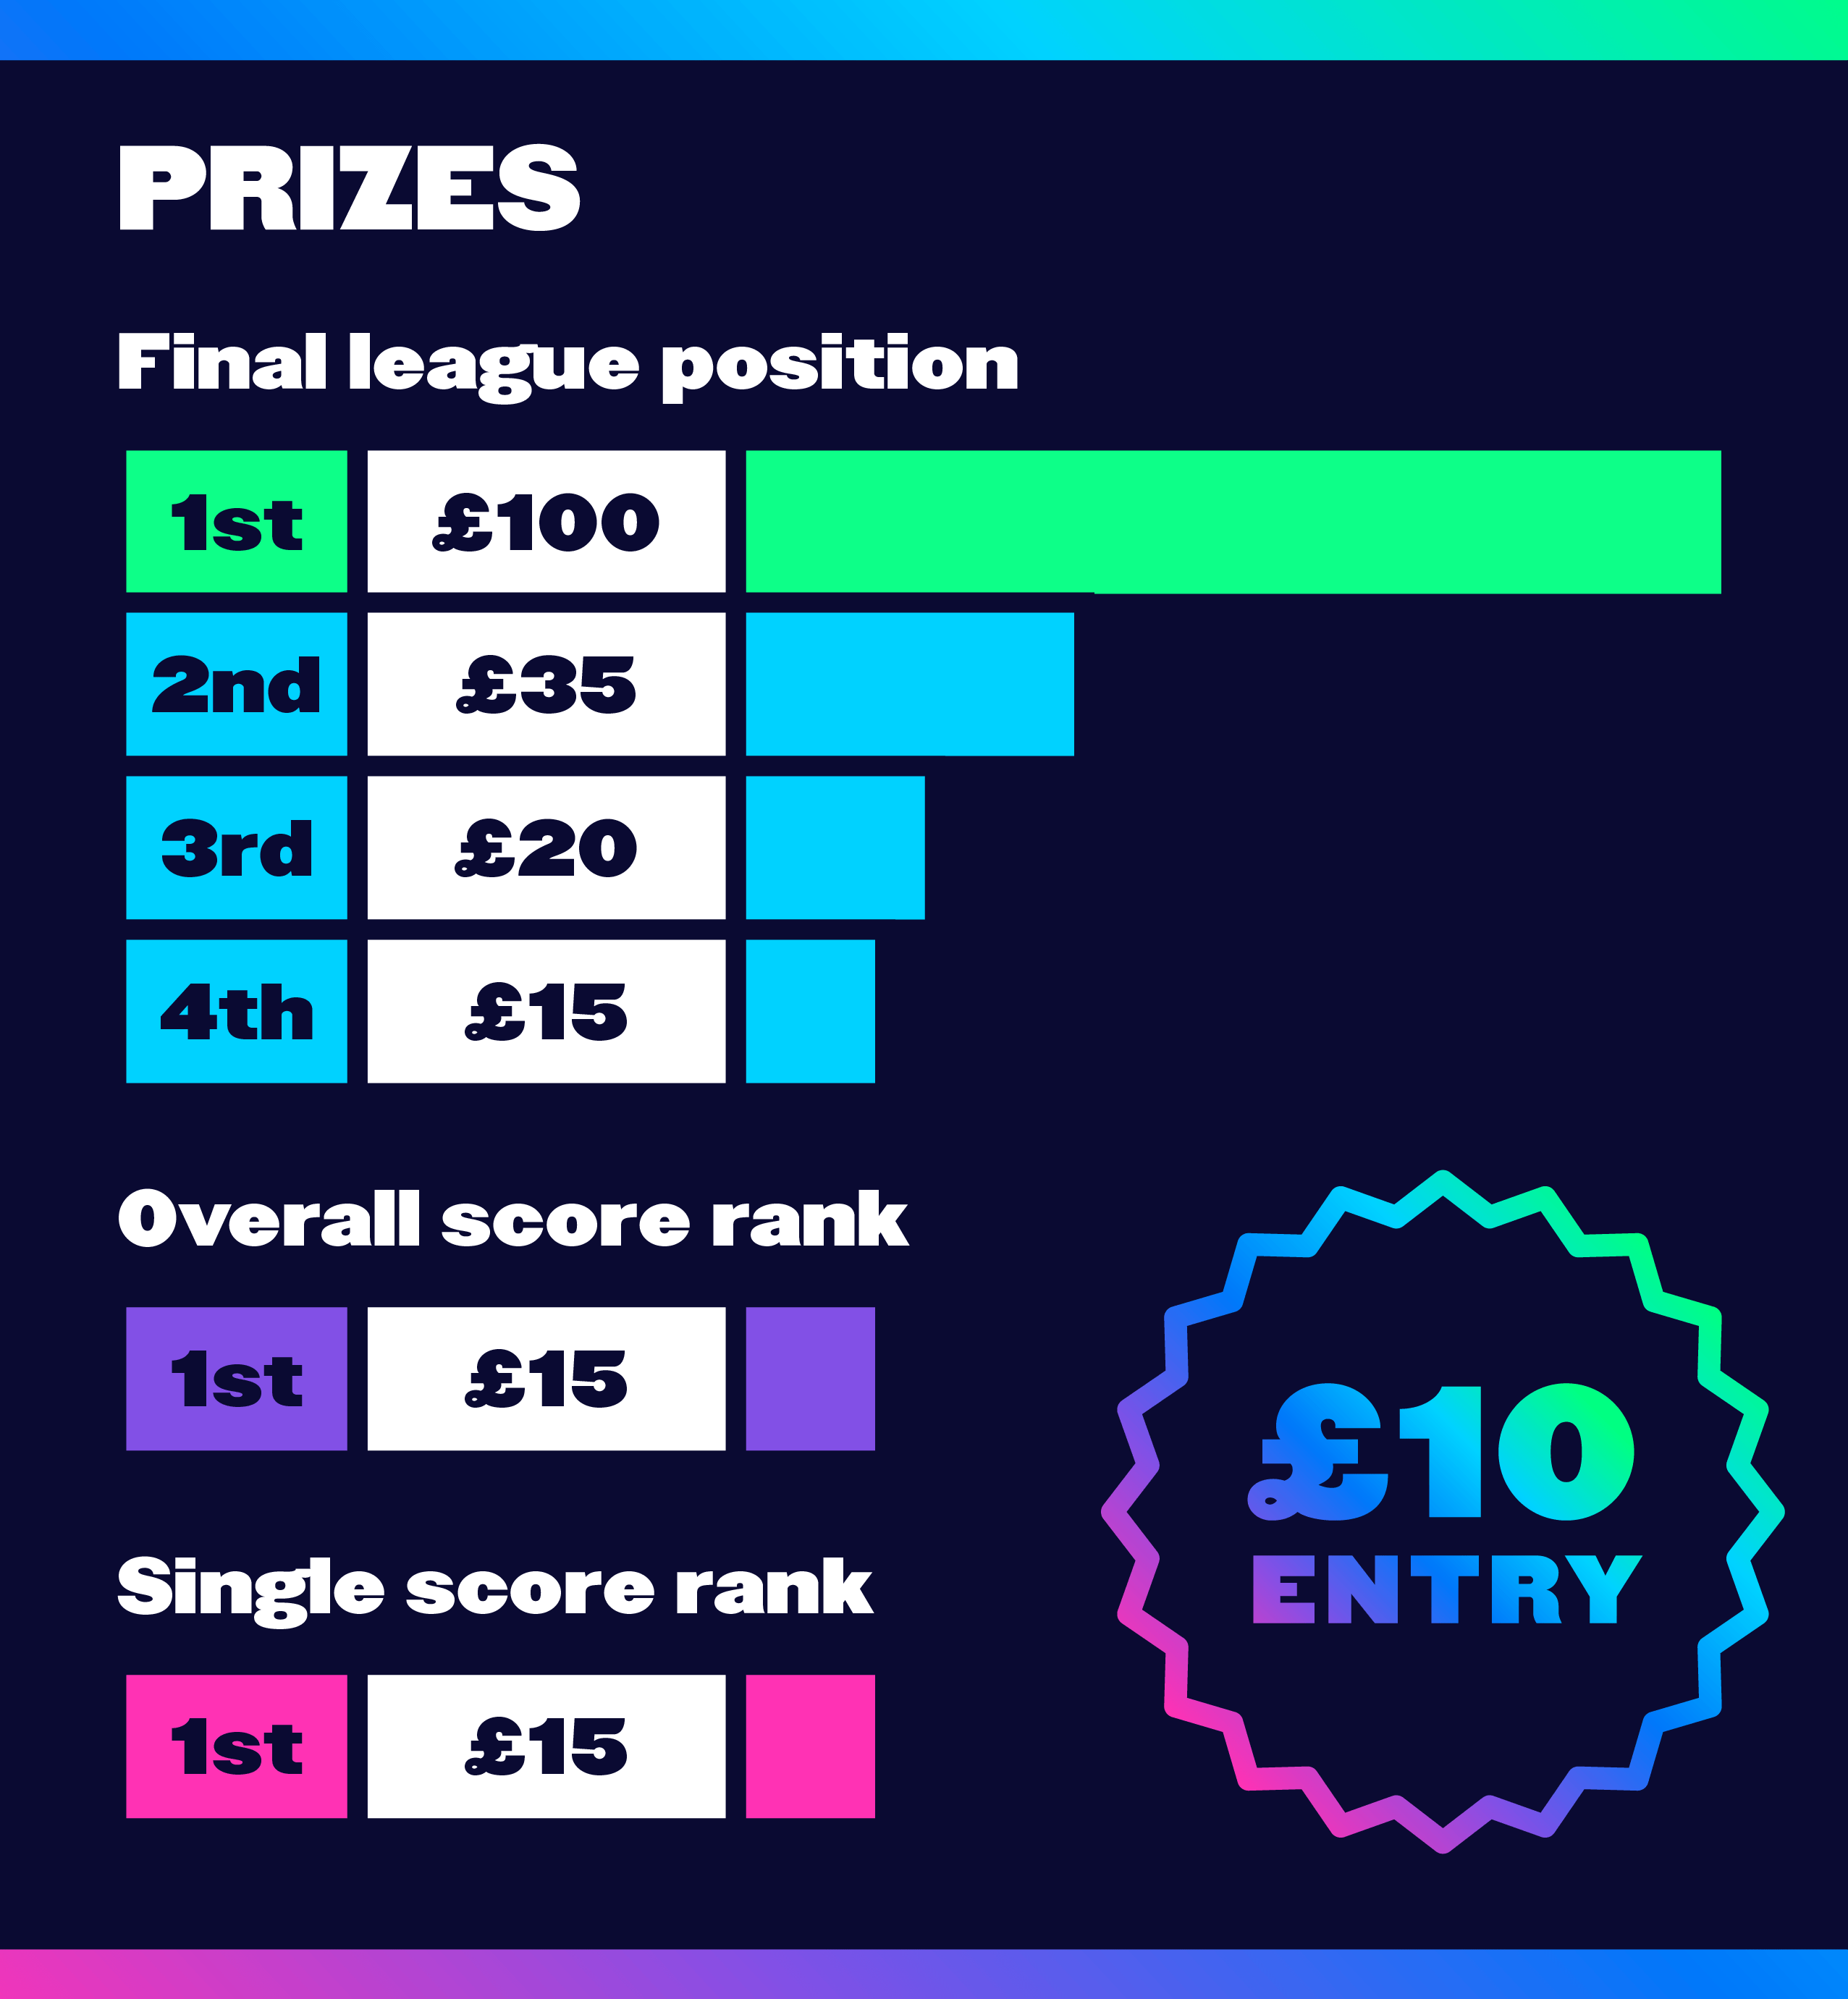 PRIZES
Final league position
1st £100
2nd £35
3rd £20
4th £15
Overall score rank
1st £15
£10
ENTRY
Single score rank
1st £15